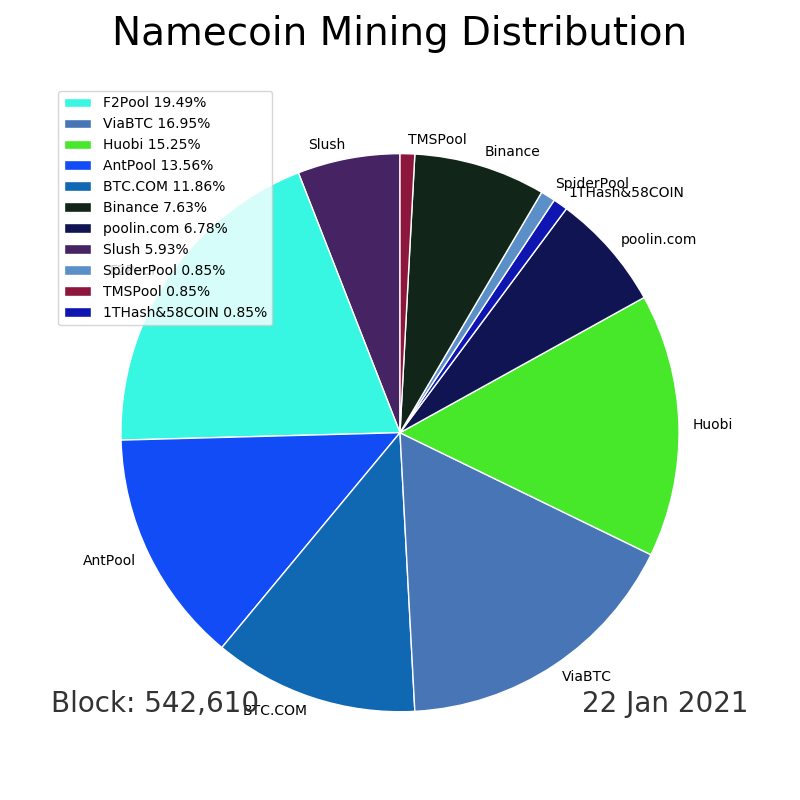 Namecoin Mining Distribution
F2Pool 19.49%
ViaBTC 16.95%
Huobi 15.25%
AntPool 13.56%
BTC.COM 11.86%
Binance 7.63%
poolin.com 6.78%
Slush 5.93%
SpiderPool 0.85%
TMSPool 0.85%
1THash&58COIN 0.85%
Slush
TMSPool
Binance
SpiderPool
1THash&58COIN
poolin.com
Huobi
AntPool
ViaBTC
BTC.COM
Block: 542,610
22 Jan 2021